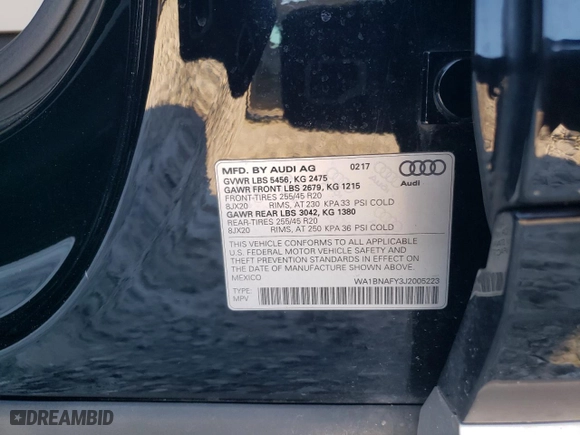 MFD. BY AUDI AG 0217
GVWR LBS 5456, KG 2475
GAWR FRONT LBS 2679, KG 1215
FRONT-TIRES 255/45 R20
8JX20 RIMS, AT 230 KPA 33 PSI COLD
GAWR REAR LBS 3042, KG 1380
REAR-TIRES 255/45 R20
8JX20 RIMS, AT 250 KPA 36 PSI COLD
Audi
THIS VEHICLE CONFORMS TO ALL APPLICABLE
U.S. FEDERAL MOTOR VEHICLE SAFETY AND
THEFT PREVENTION STANDARDS IN EFFECT ON
THE DATE OF MANUFACTURE SHOWN ABOVE.
MEXICO
WA1BNAFY3J2005223
TYPE:
MPV
DREAMBID